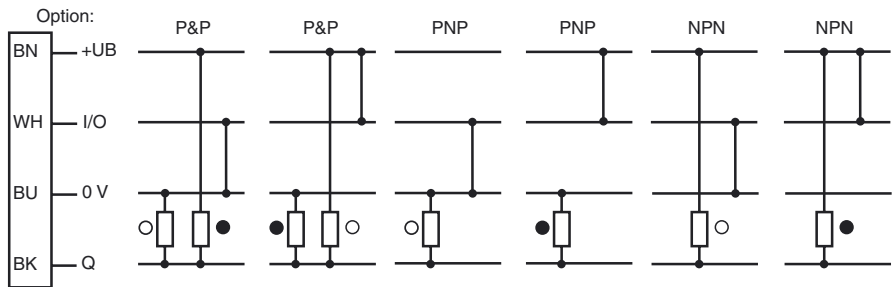 Option:
P&P P&P PNP PNP NPN NPN
BN +UB
WH I/O
BU 0 V
BK Q